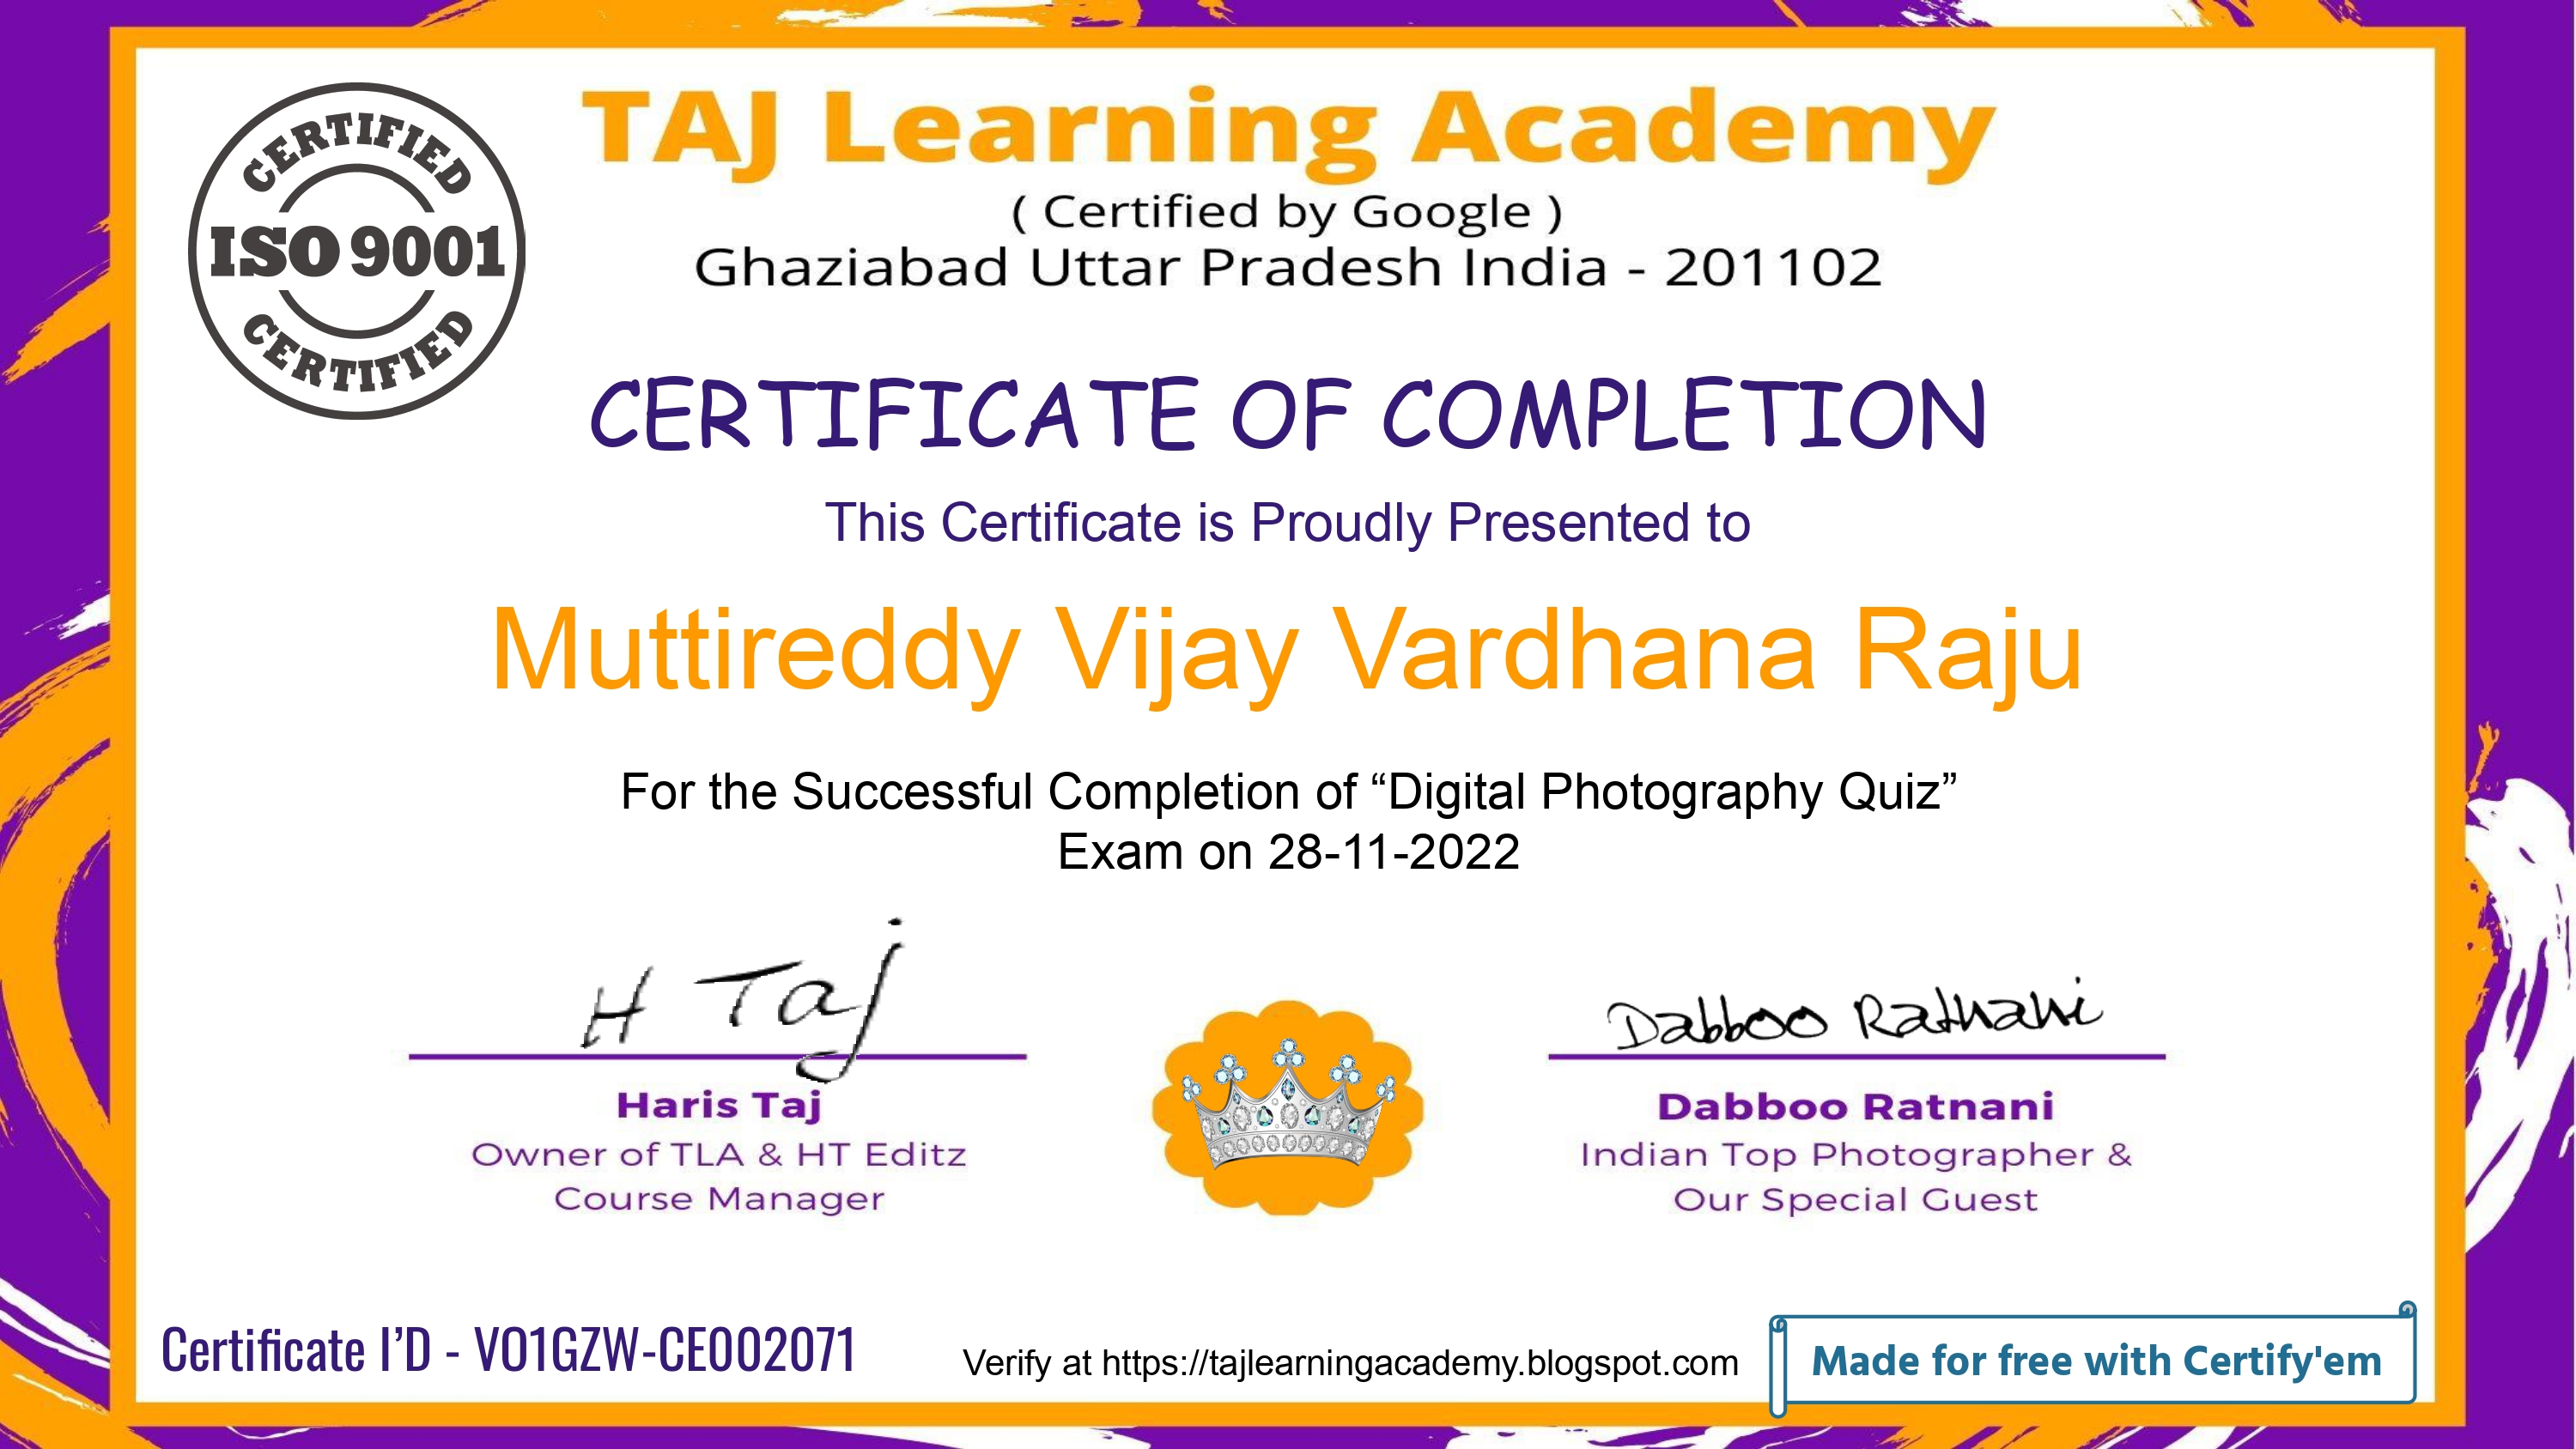 CERTIFIED
ISO 9001
CERTIFIED
TAJ Learning Academy
( Certified by Google )
Ghaziabad Uttar Pradesh India - 201102
CERTIFICATE OF COMPLETION
This Certificate is Proudly Presented to
Muttireddy Vijay Vardhana Raju
For the Successful Completion of “Digital Photography Quiz”
Exam on 28-11-2022
H Taj
Haris Taj
Owner of TLA & HT Editz
Course Manager
Dabboo Ratnani
Dabboo Ratnani
Indian Top Photographer &
Our Special Guest
Certificate I’D - VO1GZW-CE002071
Verify at https://tajlearningacademy.blogspot.com
Made for free with Certify'em